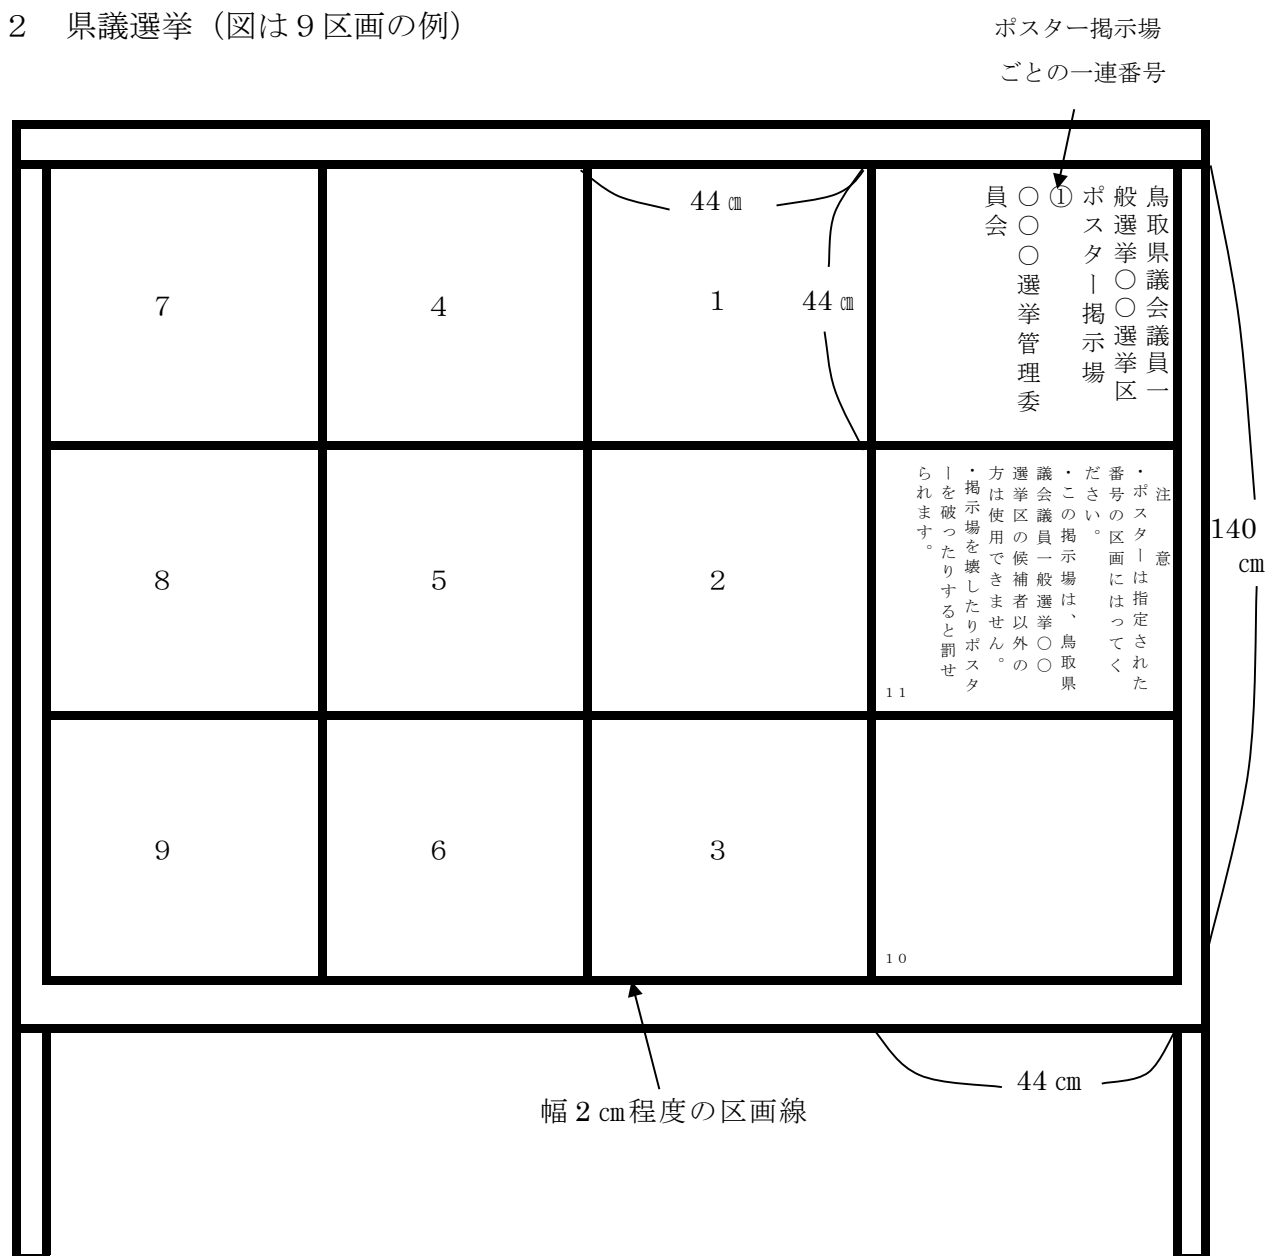 ２　県議選挙（図は９区画の例）
ポスター掲示場
ごとの一連番号
鳥取県議会議員一
般選挙○○選挙区
ポスター掲示場
①
○○○選挙管理委
員会
44 ㎝
44 ㎝
1
4
7
注　　意
・ポスターは指定された
番号の区画にはってく
ださい。
・この掲示場は、鳥取県
議会議員一般選挙○○
選挙区の候補者以外の
方は使用できません。
・掲示場を壊したりポスタ
ーを破ったりすると罰せ
られます。
11
2
5
8
140
㎝
3
6
9
10
44 ㎝
幅２㎝程度の区画線